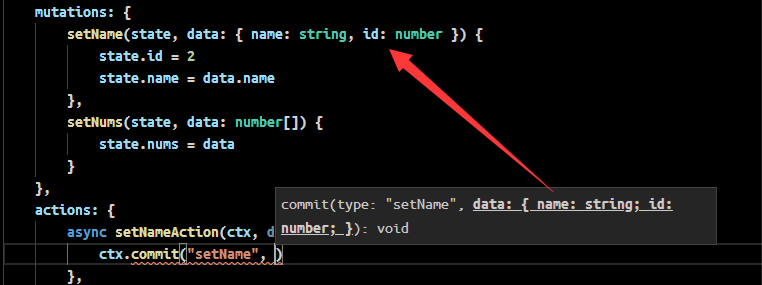 mutations: {
setName(state, data: { name: string, id: number }) {
state.id = 2
state.name = data.name
},
setNums(state, data: number[]) {
state.nums = data
}
},
actions: {
commit(type: "setName", data: { name: string; id:
number; }): void
async setNameAction(ctx, d
ctx.commit("setName", )
},